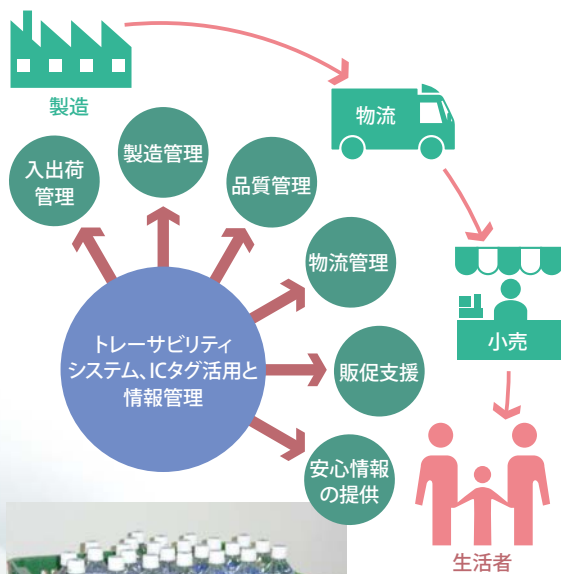 製造
物流
入出荷
管理
製造管理
品質管理
物流管理
トレーサビリティ
システム、ICタグ活用と
情報管理
販促支援
小売
安心情報
の提供
生活者